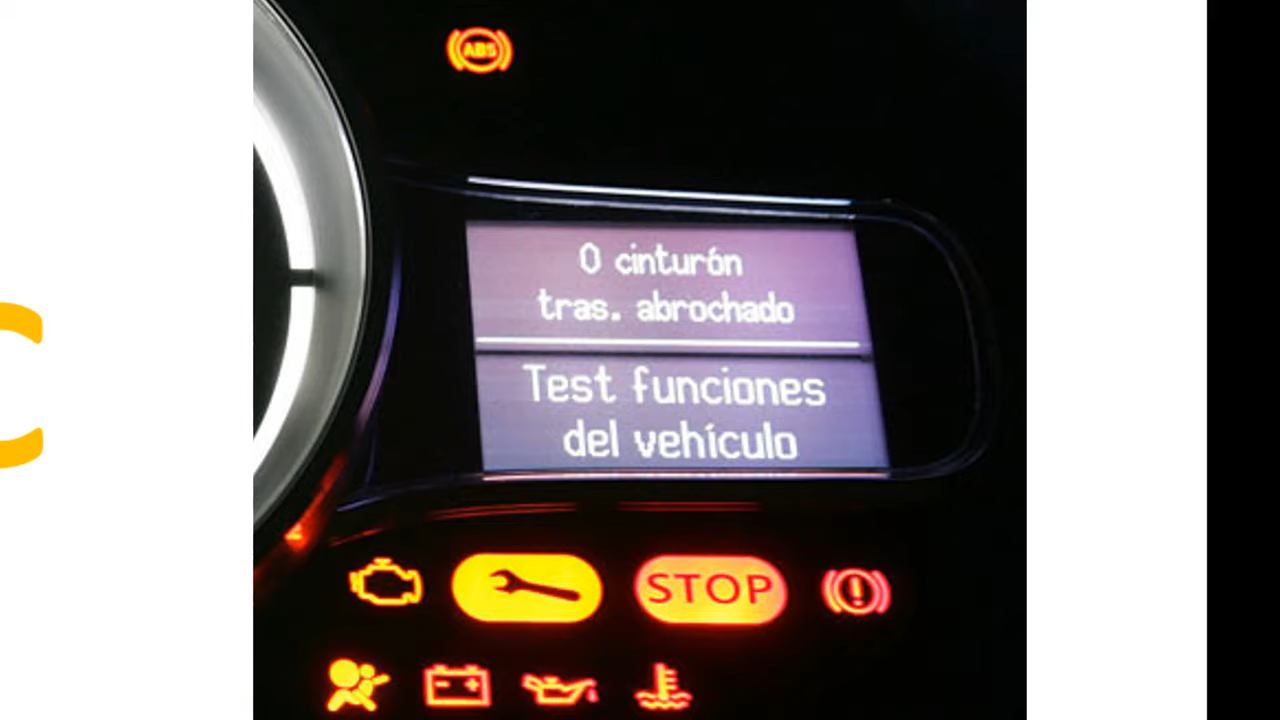 ABS
0 cinturón
tras. abrochado
Test funciones
del vehículo
STOP